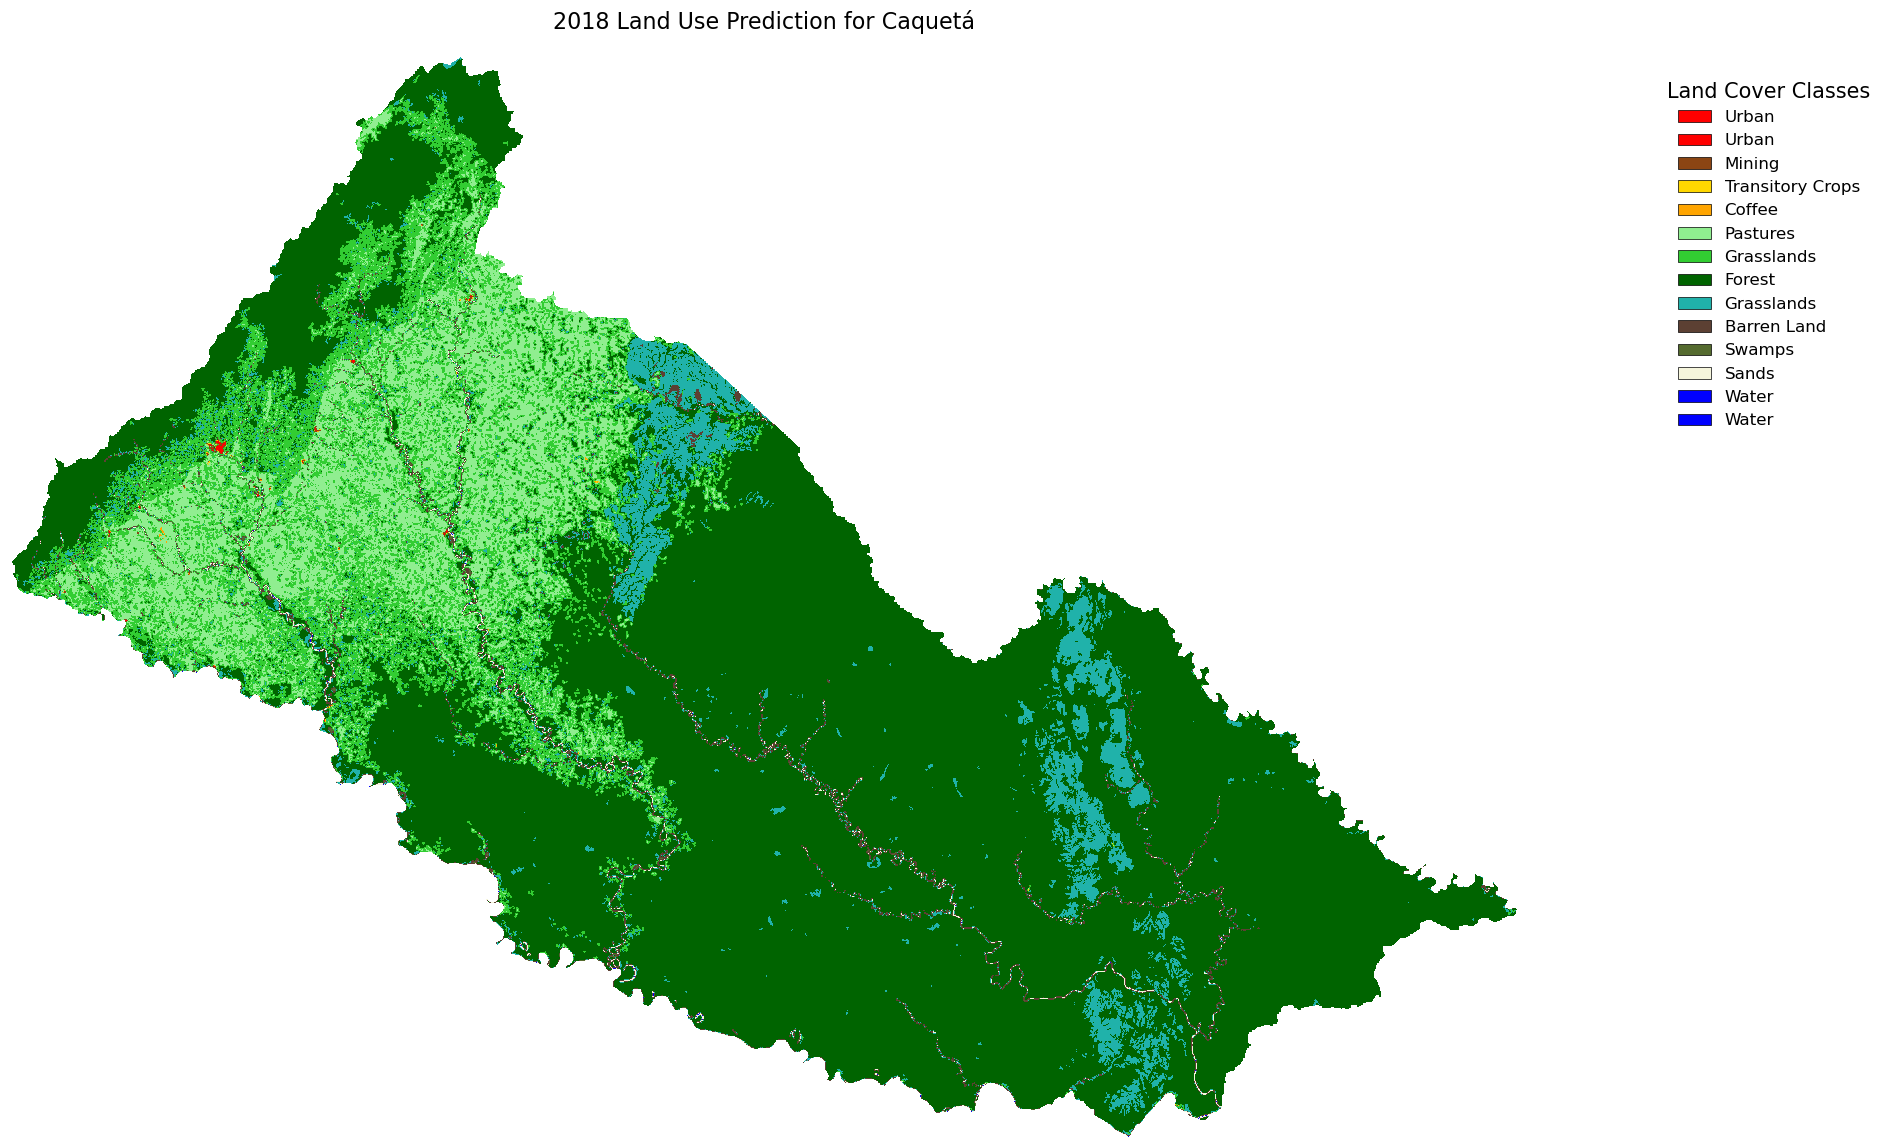 2018 Land Use Prediction for Caquetá
Land Cover Classes
Urban
Urban
Mining
Transitory Crops
Coffee
Pastures
Grasslands
Forest
Grasslands
Barren Land
Swamps
Sands
Water
Water